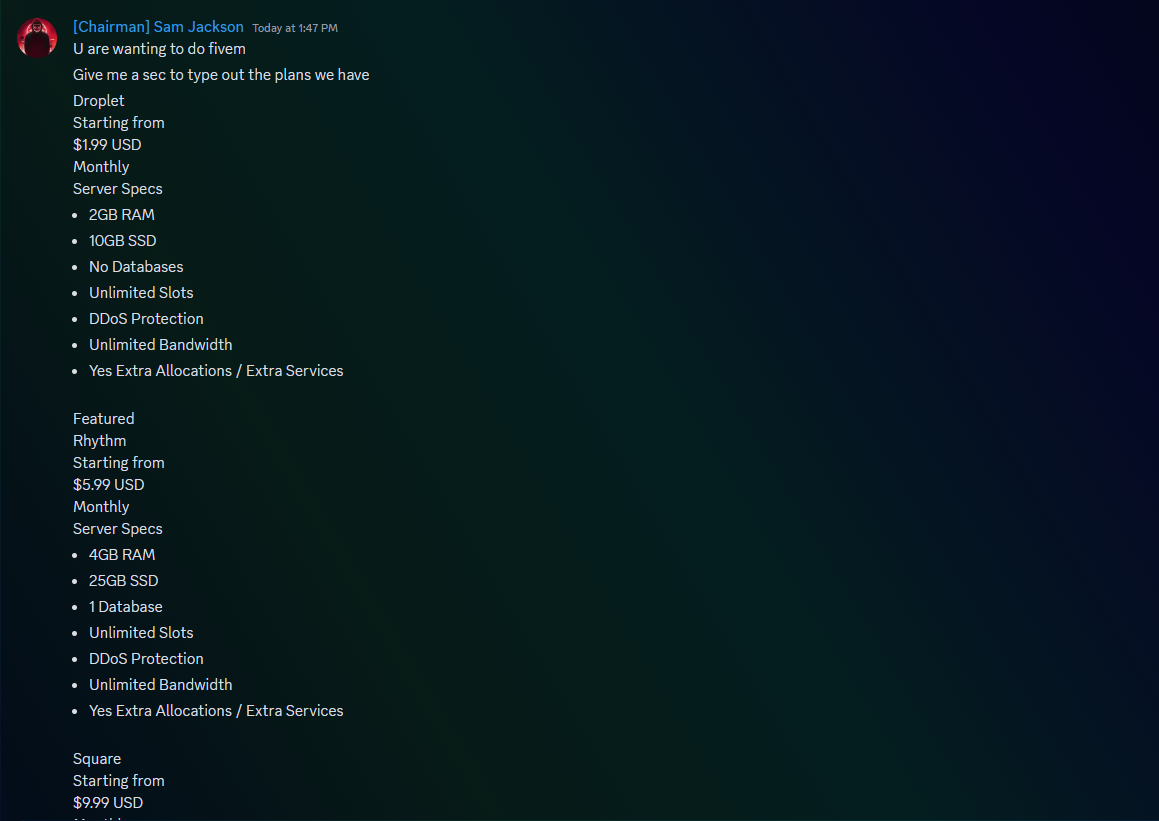 [Chairman] Sam Jackson Today at 1:47 PM
U are wanting to do fivem
Give me a sec to type out the plans we have
Droplet
Starting from
$1.99 USD
Monthly
Server Specs
• 2GB RAM
• 10GB SSD
• No Databases
• Unlimited Slots
• DDoS Protection
• Unlimited Bandwidth
• Yes Extra Allocations / Extra Services
Featured
Rhythm
Starting from
$5.99 USD
Monthly
Server Specs
• 4GB RAM
• 25GB SSD
• 1 Database
• Unlimited Slots
• DDoS Protection
• Unlimited Bandwidth
• Yes Extra Allocations / Extra Services
Square
Starting from
$9.99 USD